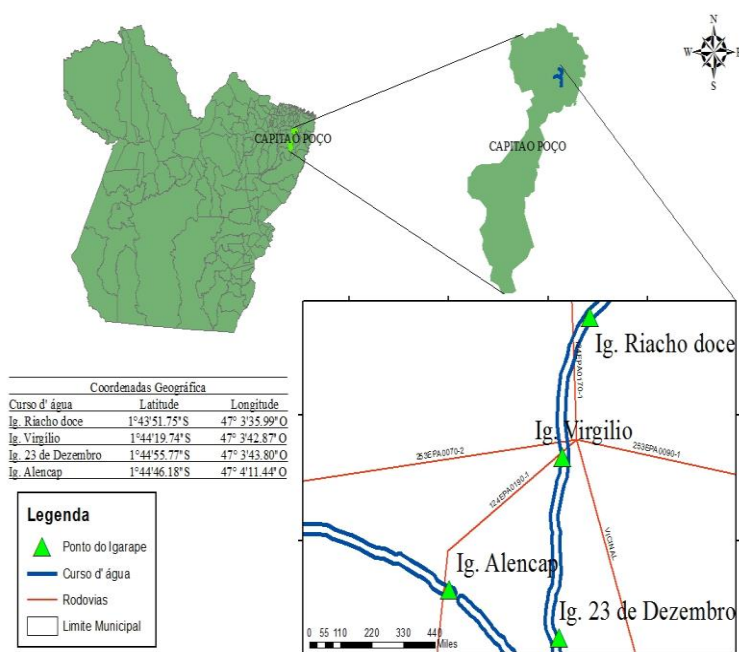 N
W E
S
CAPITAO POÇO
CAPITAO POÇO
Coordenadas Geográfica
Curso d' água Latitude Longitude
Ig. Riacho doce 1°43'51.75"S 47° 3'35.99"O
Ig. Virgílio 1°44'19.74"S 47° 3'42.87"O
Ig. 23 de Dezembro 1°44'55.77"S 47° 3'43.80"O
Ig. Alencap 1°44'46.18"S 47° 4'11.44"O
Legenda
Ponto do Igarape
Curso d' água
Rodovias
Limite Municipal
Ig. Riacho doce
Ig. Virgílio
253EPA0070-2
253EPA0090-1
124EPA0190-1
VICINAL
Ig. Alencap
Ig. 23 de Dezembro
0 55 110 220 330 440
Miles